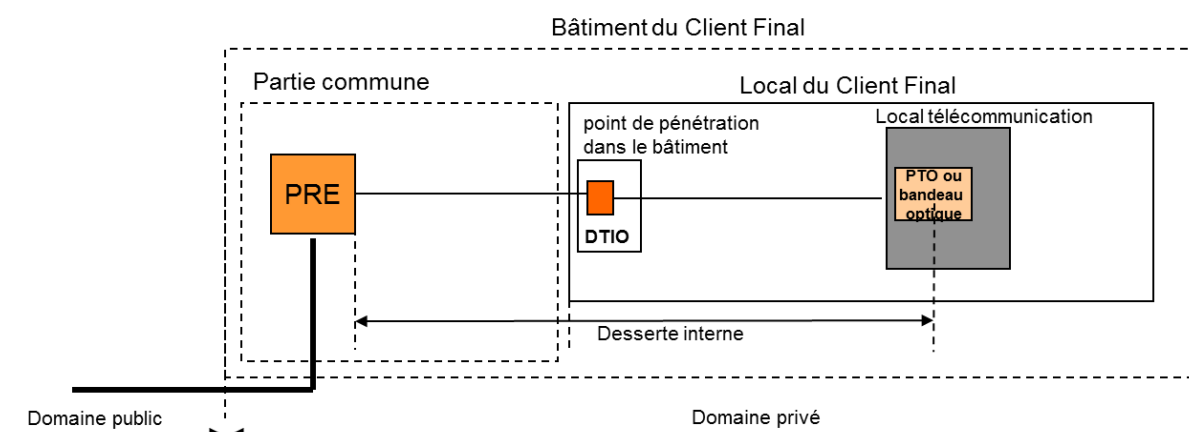 Bâtiment du Client Final
Partie commune
Local du Client Final
point de pénétration
dans le bâtiment
Local télécommunication
PRE
PTO ou
bandeau
optique
DTIO
Desserte interne
Domaine public
Domaine privé